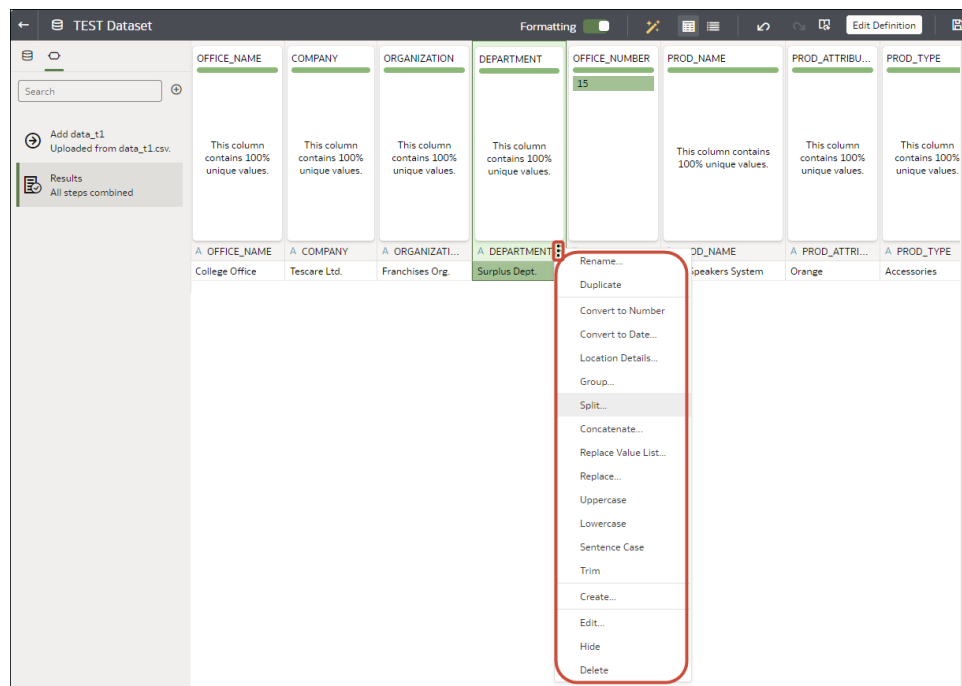 TEST Dataset
Formatting
Edit Definition
Search
Add data_t1
Uploaded from data_t1.csv.
Results
All steps combined
OFFICE_NAME
COMPANY
ORGANIZATION
DEPARTMENT
OFFICE_NUMBER
PROD_NAME
PROD_ATTRIBU...
PROD_TYPE
15
This column
contains 100%
unique values.
This column
contains 100%
unique values.
This column
contains 100%
unique values.
This column
contains 100%
unique values.
This column contains
100% unique values.
This column
contains 100%
unique values.
This column
contains 100%
unique values.
A OFFICE_NAME
A COMPANY
A ORGANIZATI...
A DEPARTMENT
OD_NAME
A PROD_ATTRI...
A PROD_TYPE
College Office
Tescare Ltd.
Franchises Org.
Surplus Dept.
Speakers System
Orange
Accessories
Rename...
Duplicate
Convert to Number
Convert to Date...
Location Details...
Group...
Split...
Concatenate...
Replace Value List...
Replace...
Uppercase
Lowercase
Sentence Case
Trim
Create...
Edit...
Hide
Delete